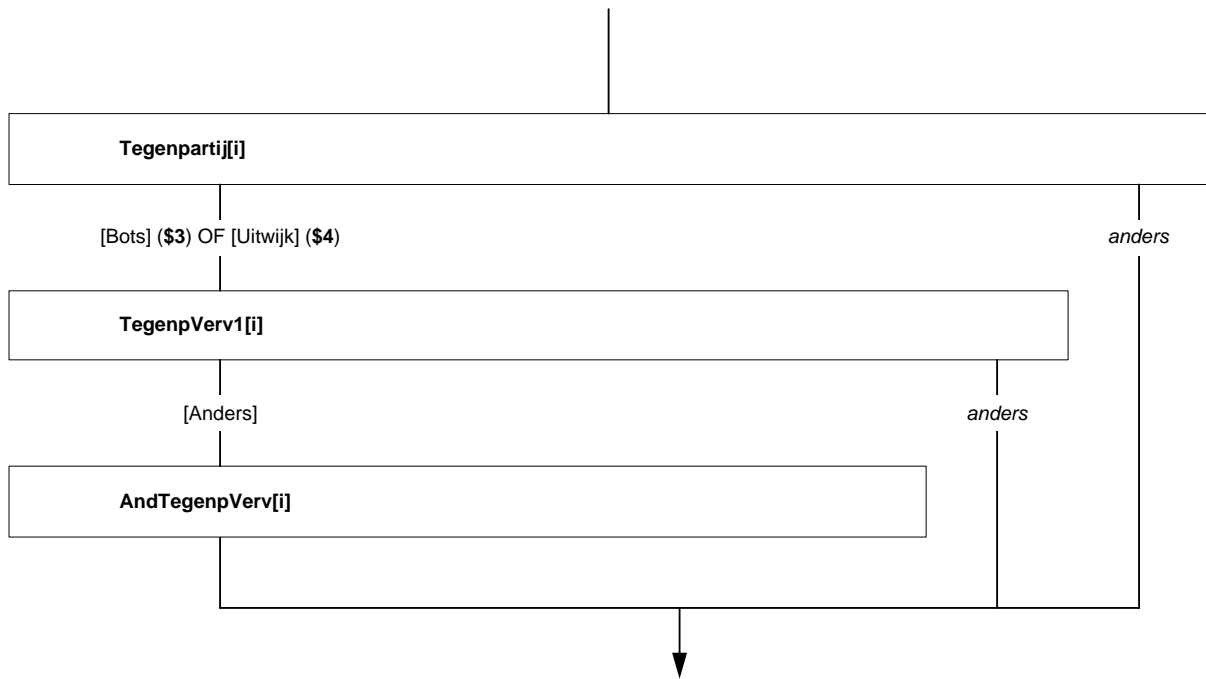 Tegenpartij[i]
[Bots] ($3) OF [Uitwijk] ($4)
anders
TegenpVerv1[i]
[Anders]
anders
AndTegenpVerv[i]